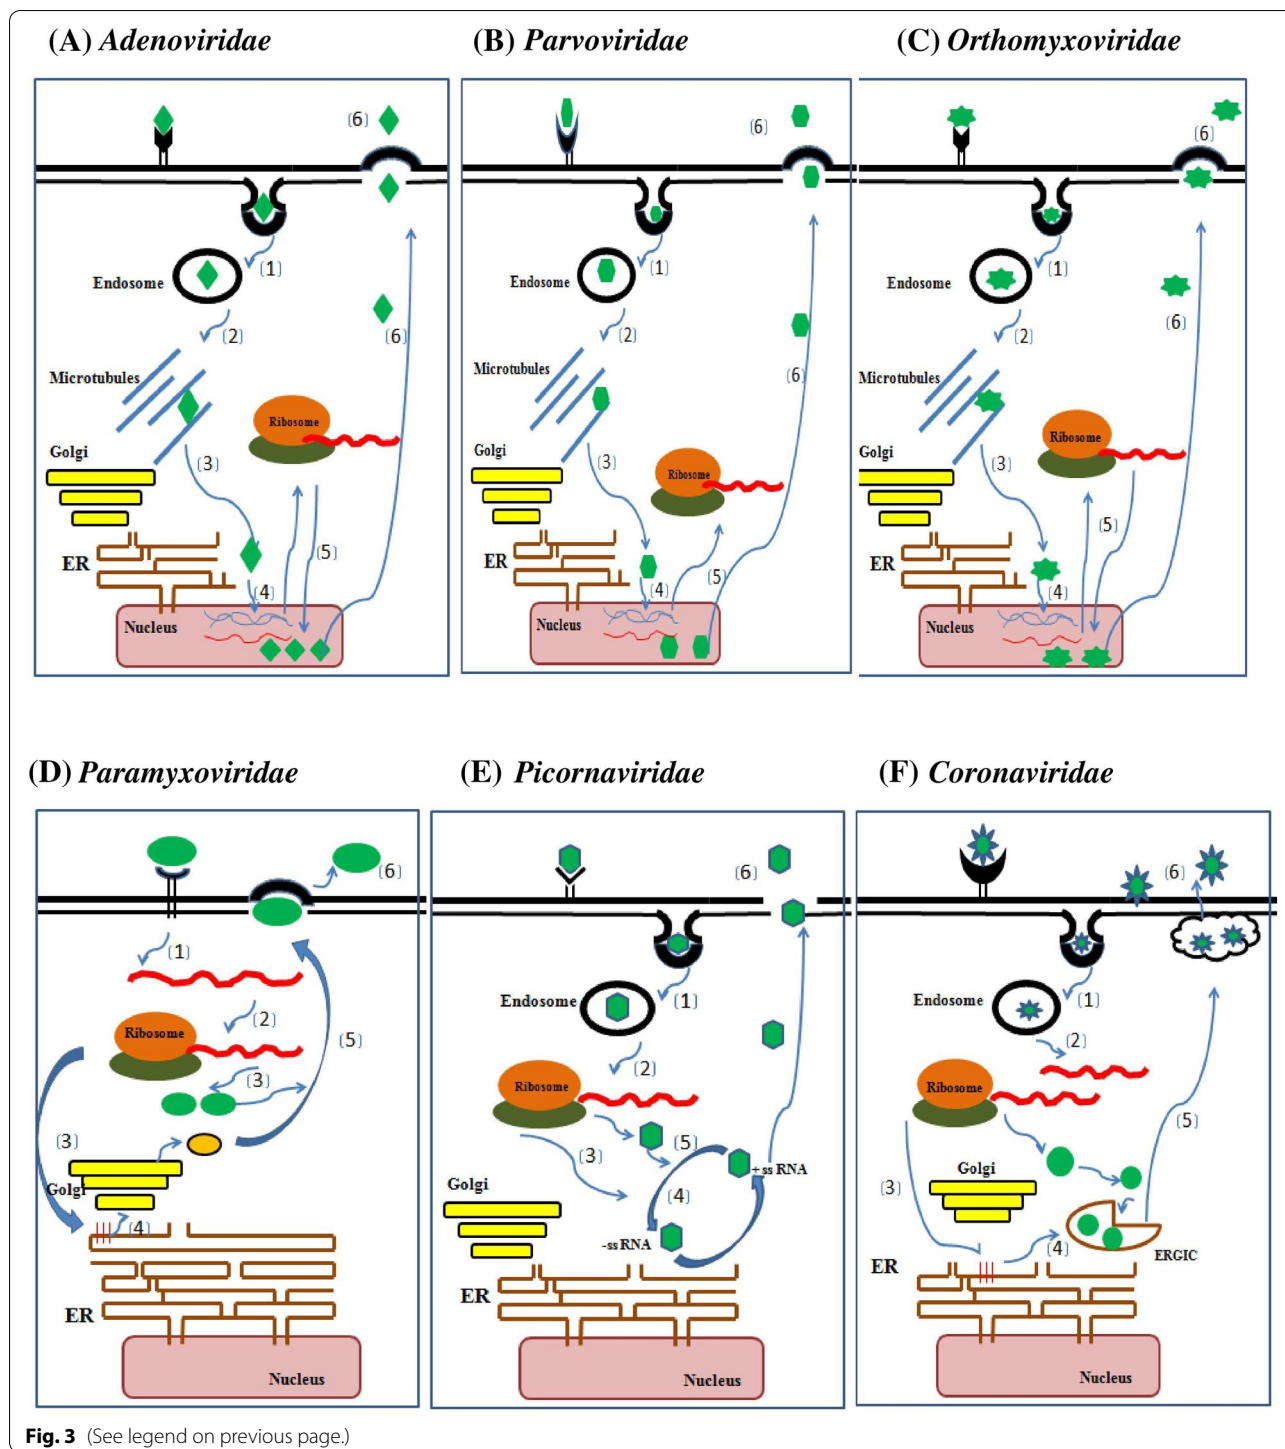 (A) Adenoviridae
(B) Parvoviridae
(C) Orthomyxoviridae
(6)
(1)
Endosome
(2)
Microtubules
Ribosome
(6)
Golgi
(3)
ER
(5)
(4)
Nucleus
(6)
(1)
Endosome
(2)
Microtubules
(6)
Golgi
(3)
Ribosome
ER
(4)
(5)
Nucleus
(6)
(1)
Endosome
(6)
(2)
Microtubules
Ribosome
Golgi
(3)
(5)
ER
(4)
Nucleus
(D) Paramyxoviridae
(E) Picornaviridae
(F) Coronaviridae
(6)
(1)
(2)
Ribosome
(5)
(3)
(3)
Golgi
(4)
ER
Nucleus
(6)
Endosome
(1)
(2)
Ribosome
(5)
(3)
+ss RNA
Golgi
(4)
-ss RNA
ER
Nucleus
(6)
Endosome
(1)
(2)
Ribosome
(5)
Golgi
(3)
(4)
ERGIC
ER
Nucleus
Fig. 3 (See legend on previous page.)